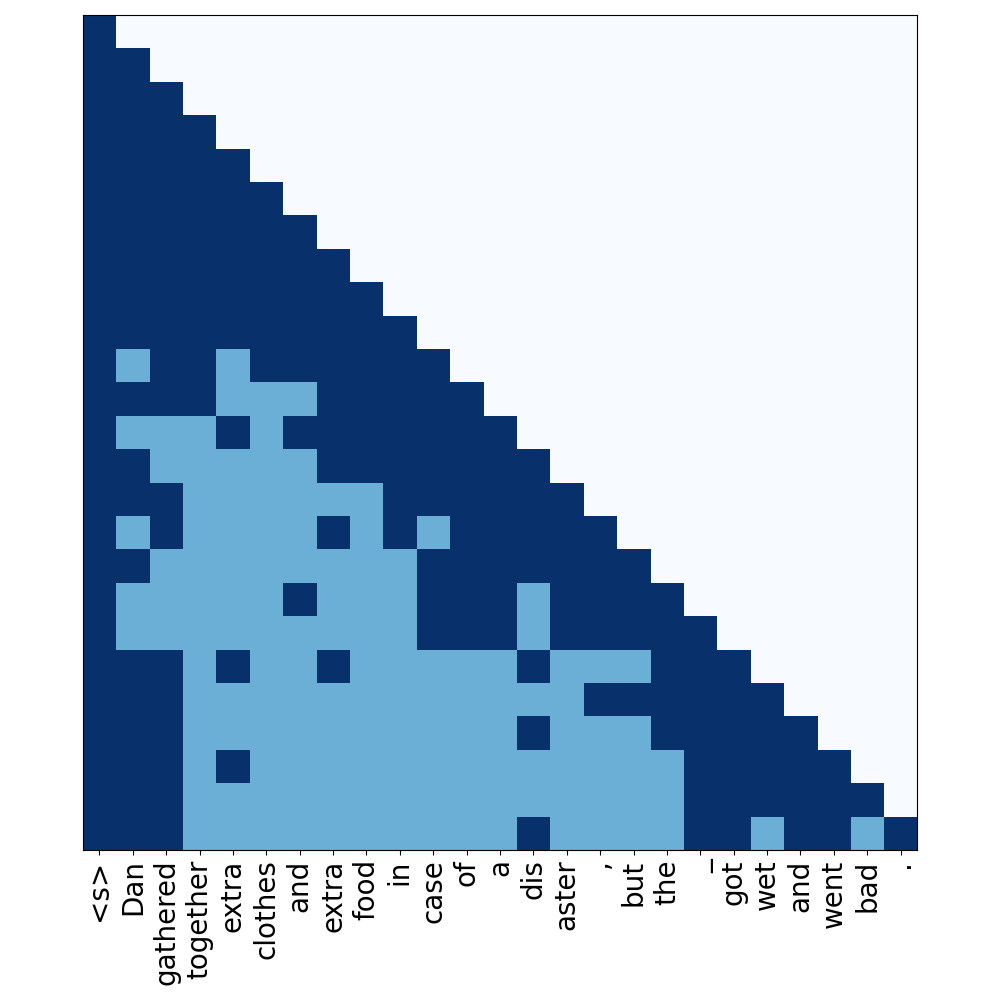 <s> Dan gathered together extra clothes and extra food in case of a dis aster , but the _ got wet and went bad .